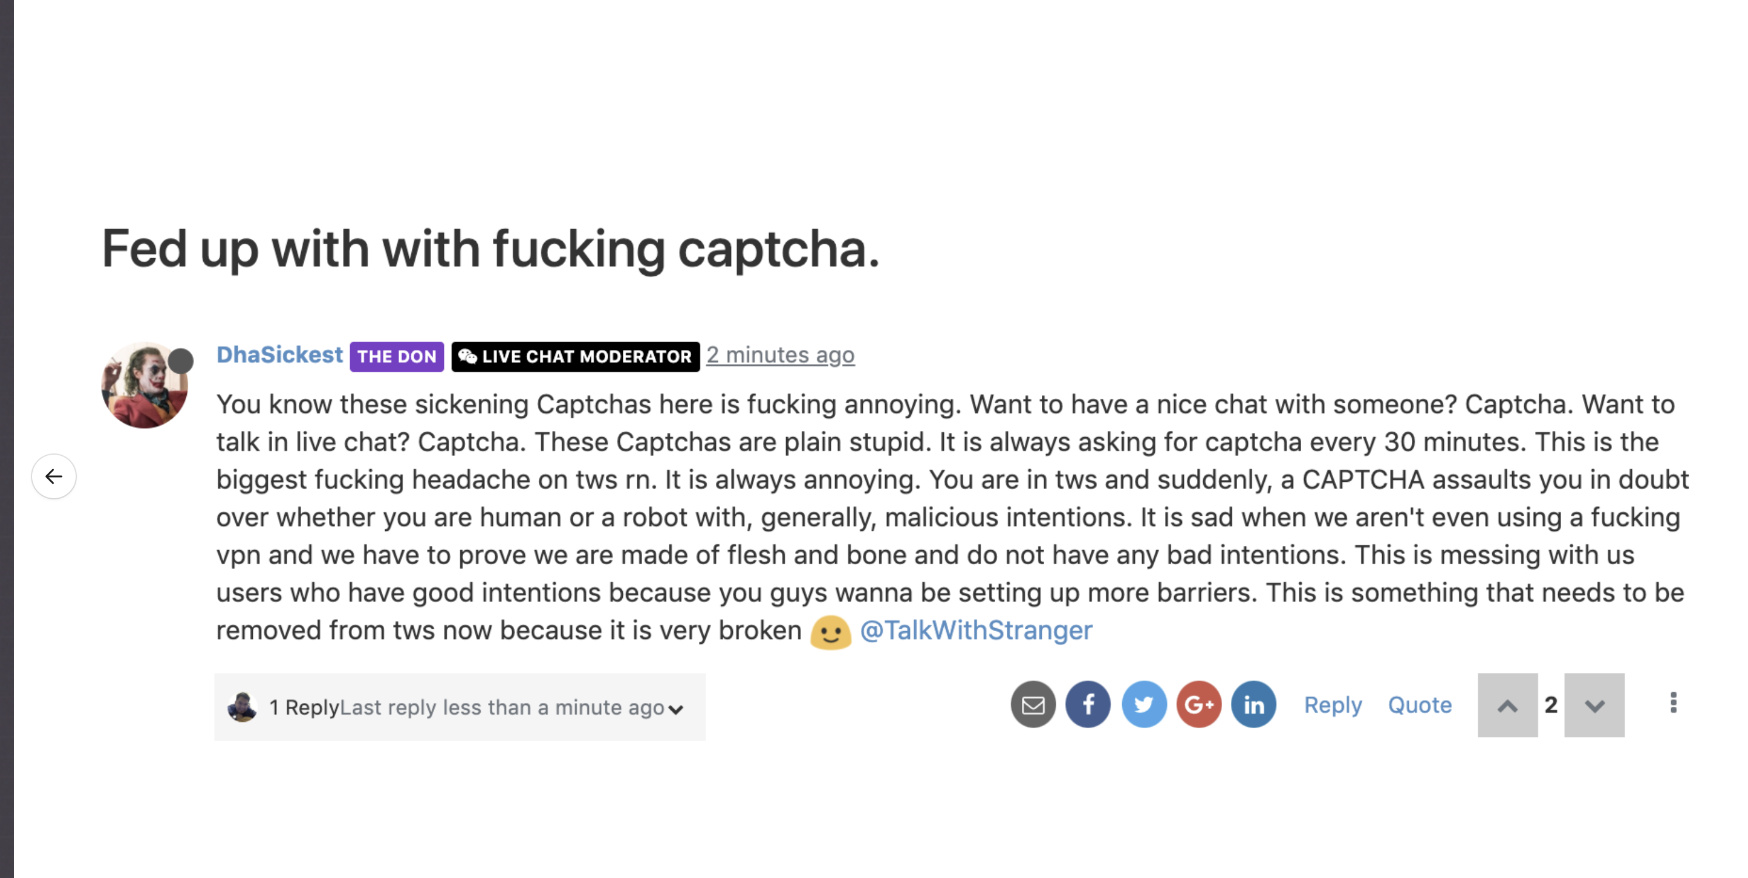 Fed up with with fucking captcha.
DhaSickest THE DON LIVE CHAT MODERATOR 2 minutes ago
You know these sickening Captchas here is fucking annoying. Want to have a nice chat with someone? Captcha. Want to
talk in live chat? Captcha. These Captchas are plain stupid. It is always asking for captcha every 30 minutes. This is the
biggest fucking headache on tws rn. It is always annoying. You are in tws and suddenly, a CAPTCHA assaults you in doubt
over whether you are human or a robot with, generally, malicious intentions. It is sad when we aren't even using a fucking
vpn and we have to prove we are made of flesh and bone and do not have any bad intentions. This is messing with us
users who have good intentions because you guys wanna be setting up more barriers. This is something that needs to be
removed from tws now because it is very broken 🙂 @TalkWithStranger
1 ReplyLast reply less than a minute ago f G+ in Reply Quote 2